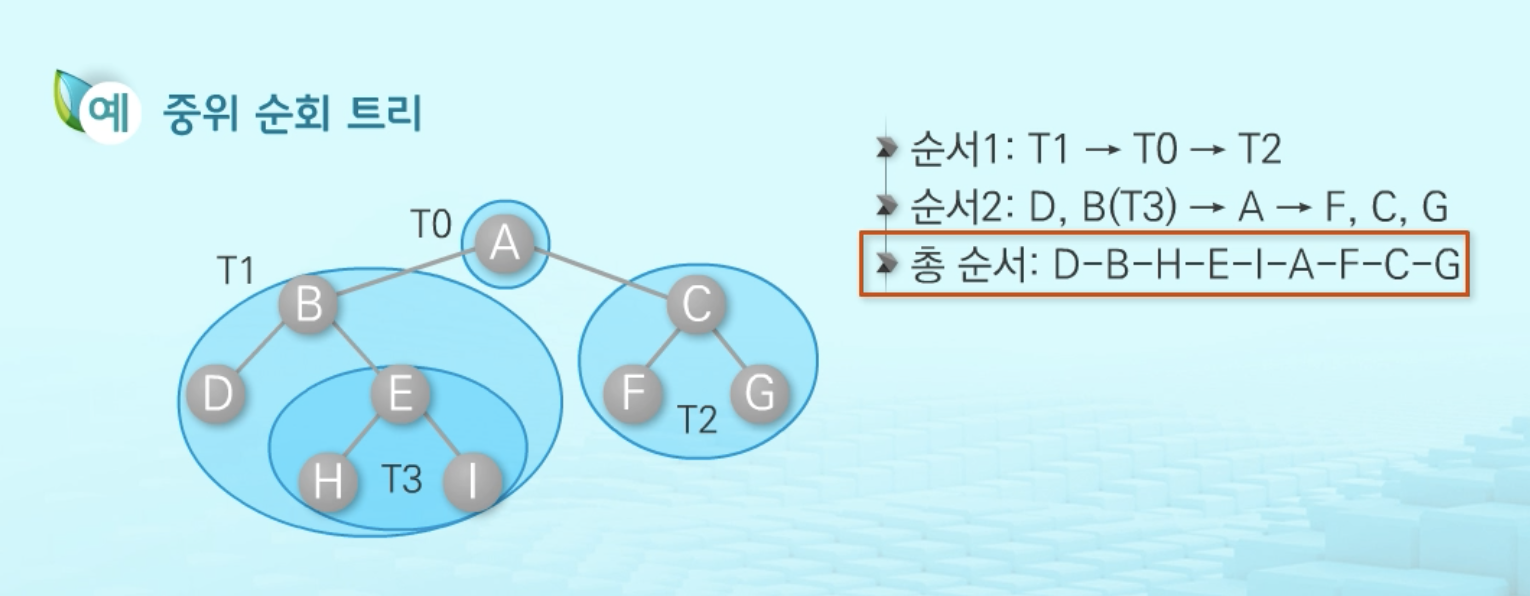 예 중위 순회 트리
순서1: T1 → T0 → T2
순서2: D, B(T3) → A → F, C, G
총 순서: D-B-H-E-I-A-F-C-G
T0
A
T1
B
C
D
E
F
G
T2
H
T3
I